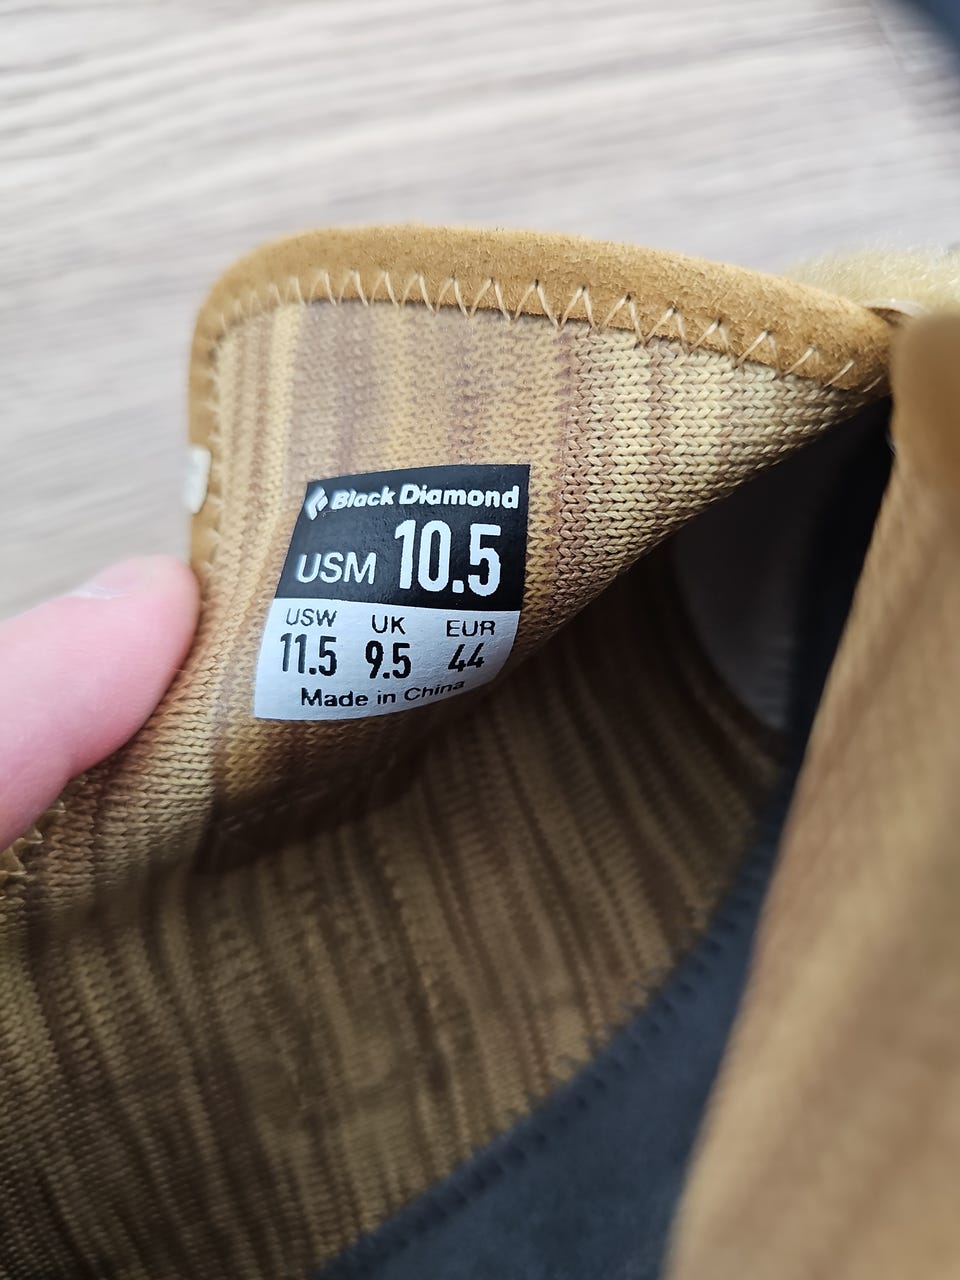 Black Diamond
USM 10.5
USW UK EUR
11.5 9.5 44
Made in China